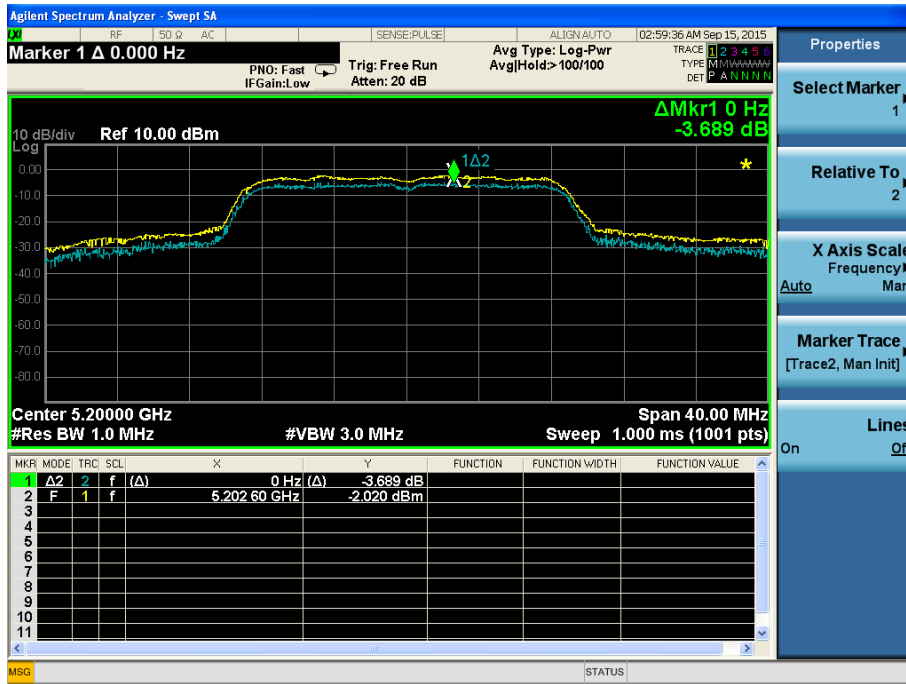 Agilent Spectrum Analyzer - Swept SA
LXI RF 50 Ω AC SENSE:PULSE ALIGN AUTO 02:59:36 AM Sep 15, 2015
Marker 1 Δ 0.000 Hz
PNO: Fast
IFGain:Low
Trig: Free Run
Atten: 20 dB
Avg Type: Log-Pwr
Avg|Hold:>100/100
TRACE 1 2 3 4 5 6
TYPE M M W W W W
DET P A N N N N
ΔMkr1 0 Hz
-3.689 dB
10 dB/div Ref 10.00 dBm
Log
0.00
-10.0
-20.0
-30.0
-40.0
-50.0
-60.0
-70.0
-80.0
1Δ2
X2
*
Center 5.20000 GHz Span 40.00 MHz
#Res BW 1.0 MHz #VBW 3.0 MHz Sweep 1.000 ms (1001 pts)
MKR MODE TRC SCL X Y FUNCTION FUNCTION WIDTH FUNCTION VALUE
1 Δ2 2 f (Δ) 0 Hz (Δ) -3.689 dB
2 F 1 f 5.202 60 GHz -2.020 dBm
3
4
5
6
7
8
9
10
11
MSG STATUS
Properties
Select Marker
1
Relative To
2
X Axis Scale
Frequency
Auto Man
Marker Trace
[Trace2, Man Init]
Lines
On Of